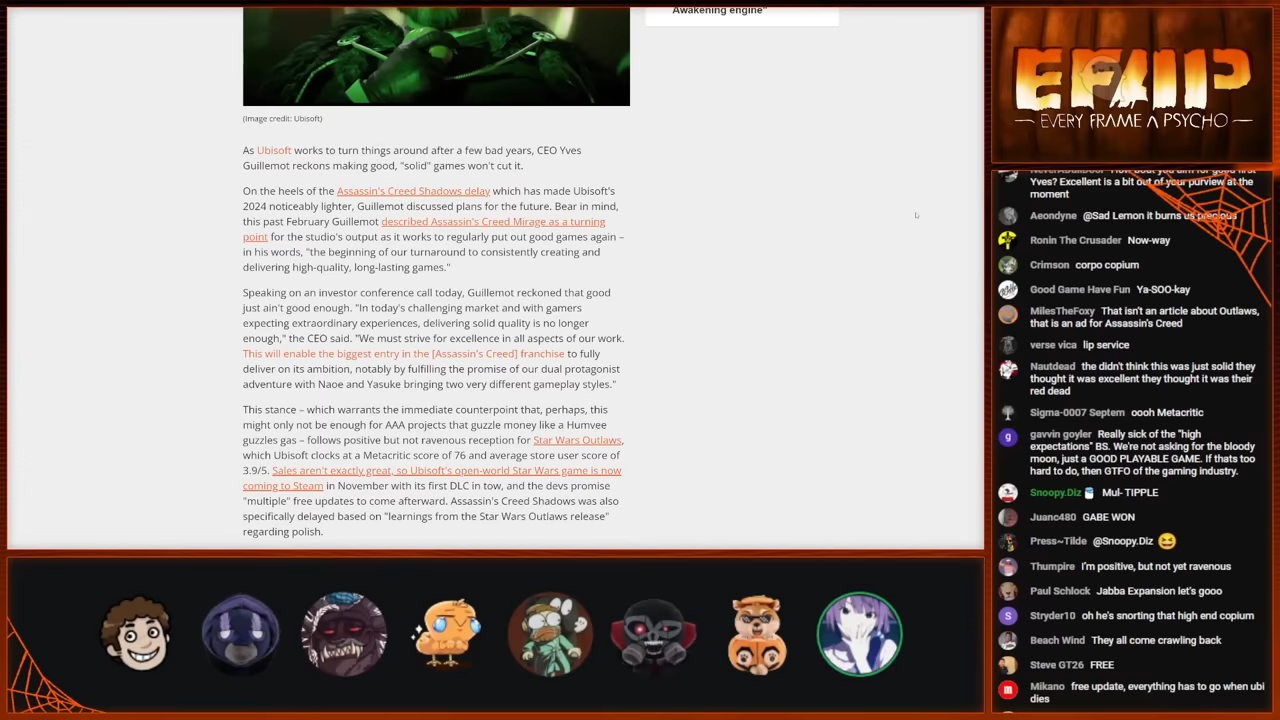 Awakening engine"
(Image credit: Ubisoft)
As Ubisoft works to turn things around after a few bad years, CEO Yves
Guillemot reckons making good, "solid" games won't cut it.
On the heels of the Assassin's Creed Shadows delay which has made Ubisoft's
2024 noticeably lighter, Guillemot discussed plans for the future. Bear in mind,
this past February Guillemot described Assassin's Creed Mirage as a turning
point for the studio's output as it works to regularly put out good games again –
in his words, "the beginning of our turnaround to consistently creating and
delivering high-quality, long-lasting games."
Speaking on an investor conference call today, Guillemot reckoned that good
just ain't good enough. "In today's challenging market and with gamers
expecting extraordinary experiences, delivering solid quality is no longer
enough," the CEO said. "We must strive for excellence in all aspects of our work.
This will enable the biggest entry in the [Assassin's Creed] franchise to fully
deliver on its ambition, notably by fulfilling the promise of our dual protagonist
adventure with Naoe and Yasuke bringing two very different gameplay styles."
This stance – which warrants the immediate counterpoint that, perhaps, this
might only not be enough for AAA projects that guzzle money like a Humvee
guzzles gas – follows positive but not ravenous reception for Star Wars Outlaws,
which Ubisoft clocks at a Metacritic score of 76 and average store user score of
3.9/5. Sales aren't exactly great, so Ubisoft's open-world Star Wars game is now
coming to Steam in November with its first DLC in tow, and the devs promise
"multiple" free updates to come afterward. Assassin's Creed Shadows was also
specifically delayed based on "learnings from the Star Wars Outlaws release"
regarding polish.
EFAP
EVERY FRAME A PSYCHO
Yves? Excellent is a bit out of your purview at the
moment
Aeondyne @Sad Lemon it burns us precious
Ronin The Crusader Now-way
Crimson corpo copium
Good Game Have Fun Ya-SOO-kay
MilesTheFoxy That isn't an article about Outlaws,
that is an ad for Assassin's Creed
verse vica lip service
Nautdead the didn't think this was just solid they
thought it was excellent they thought it was their
red dead
Sigma-0007 Septem oooh Metacritic
gavvin goyler Really sick of the "high
expectations" BS. We're not asking for the bloody
moon, just a GOOD PLAYABLE GAME. If thats too
hard to do, then GTFO of the gaming industry.
Snoopy.Diz Mul- TIPPLE
Juanc480 GABE WON
Press~Tilde @Snoopy.Diz
Thumpire I'm positive, but not yet ravenous
Paul Schlock Jabba Expansion let's gooo
S Stryder10 oh he's snorting that high end copium
Beach Wind They all come crawling back
Steve GT26 FREE
m Mikano free update, everything has to go when ubi
dies